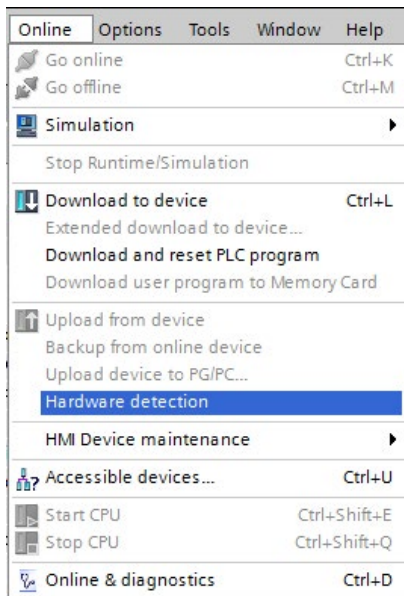 Online Options Tools Window Help
Go online Ctrl+K
Go offline Ctrl+M
Simulation
Stop Runtime/Simulation
Download to device Ctrl+L
Extended download to device...
Download and reset PLC program
Download user program to Memory Card
Upload from device
Backup from online device
Upload device to PG/PC...
Hardware detection
HMI Device maintenance
Accessible devices... Ctrl+U
Start CPU Ctrl+Shift+E
Stop CPU Ctrl+Shift+Q
Online & diagnostics Ctrl+D